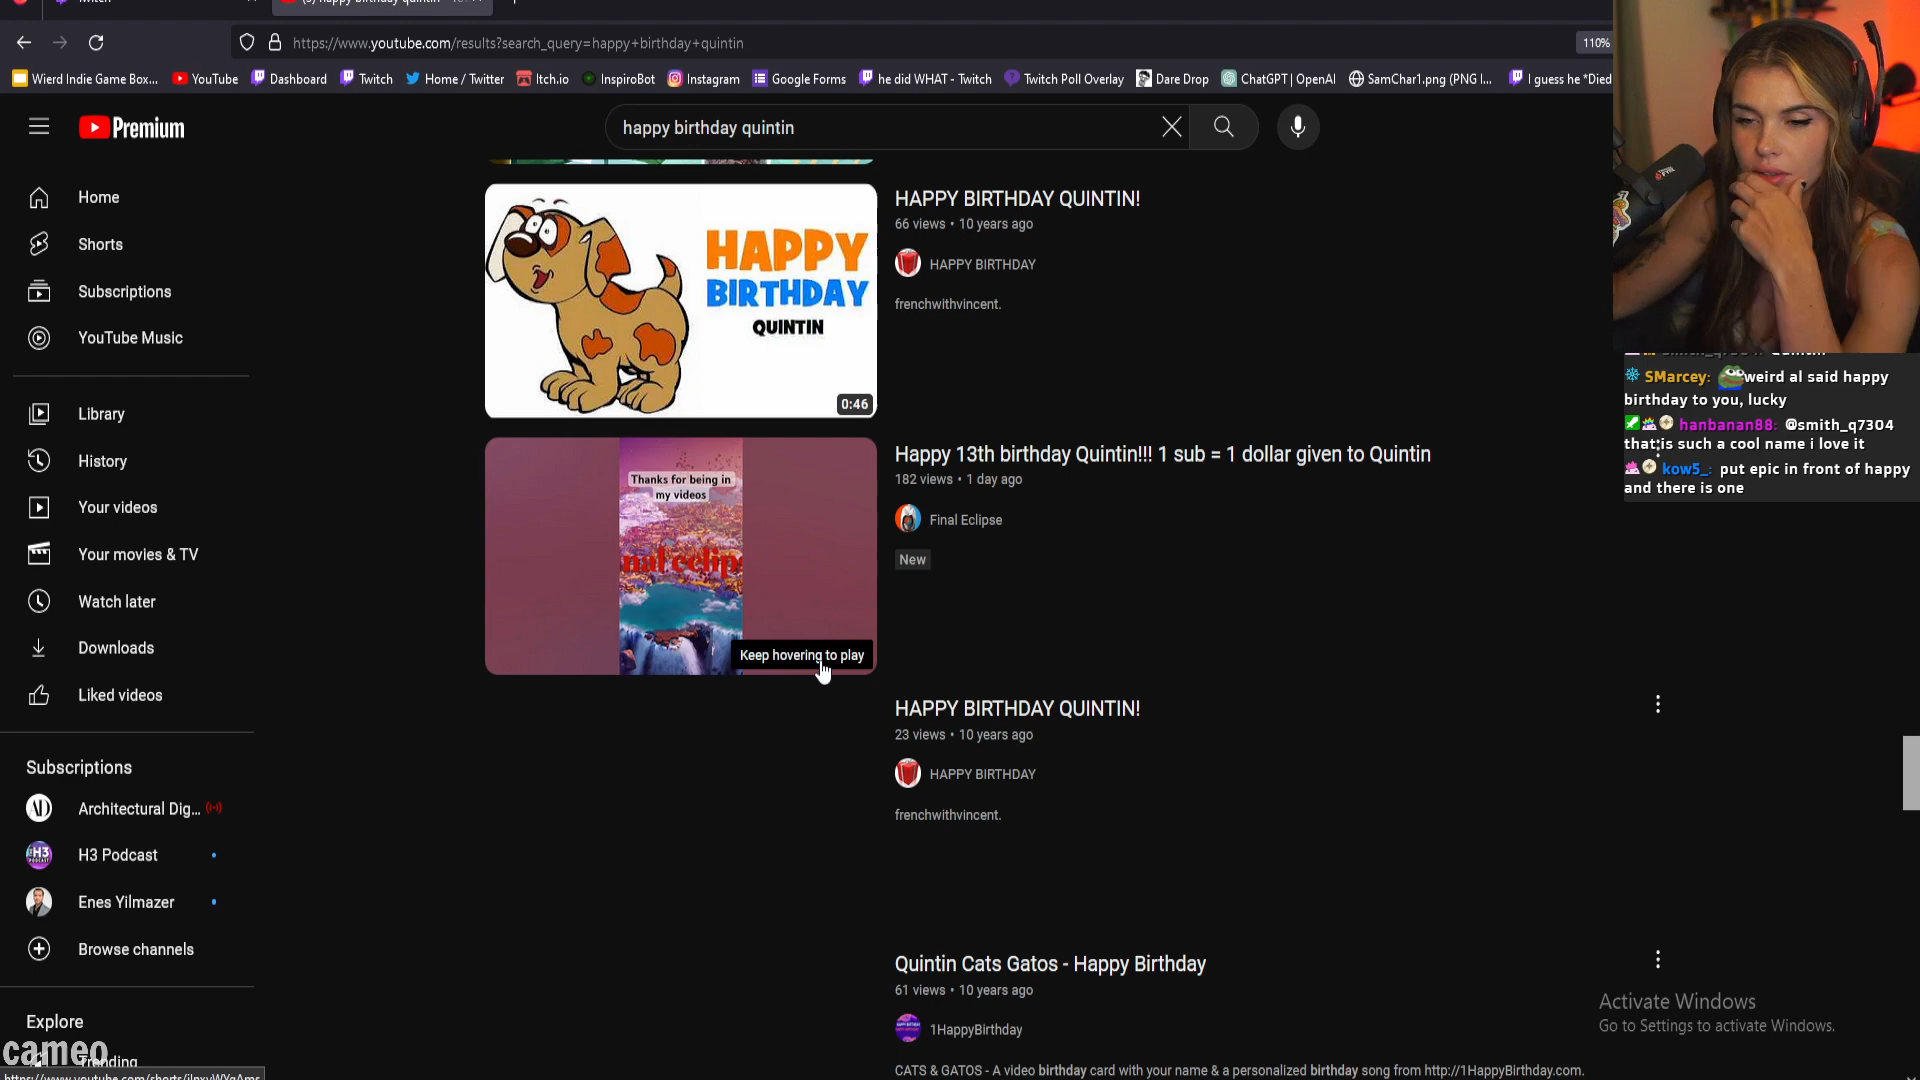 https://www.youtube.com/results?search_query=happy+birthday+quintin
110%
Wierd Indie Game Box...
YouTube
Dashboard
Twitch
Home / Twitter
Itch.io
InspiroBot
Instagram
Google Forms
he did WHAT - Twitch
Twitch Poll Overlay
Dare Drop
ChatGPT | OpenAI
SamChar1.png (PNG I...
I guess he *Died
Premium
happy birthday quintin
Home
Shorts
Subscriptions
YouTube Music
Library
History
Your videos
Your movies & TV
Watch later
Downloads
Liked videos
Subscriptions
Architectural Dig...
H3 Podcast
Enes Yilmazer
Browse channels
Explore
Trending
cameo
HAPPY
BIRTHDAY
QUINTIN
0:46
HAPPY BIRTHDAY QUINTIN!
66 views • 10 years ago
HAPPY BIRTHDAY
frenchwithvincent.
Thanks for being in
my videos
Keep hovering to play
Happy 13th birthday Quintin!!! 1 sub = 1 dollar given to Quintin
182 views • 1 day ago
Final Eclipse
New
HAPPY BIRTHDAY QUINTIN!
23 views • 10 years ago
HAPPY BIRTHDAY
frenchwithvincent.
Quintin Cats Gatos - Happy Birthday
61 views • 10 years ago
1HappyBirthday
CATS & GATOS - A video birthday card with your name & a personalized birthday song from http://1HappyBirthday.com.
SMarcey: weird al said happy
birthday to you, lucky
hanbanan88: @smith_q7304
that is such a cool name i love it
kow5_: put epic in front of happy
and there is one
Activate Windows
Go to Settings to activate Windows.